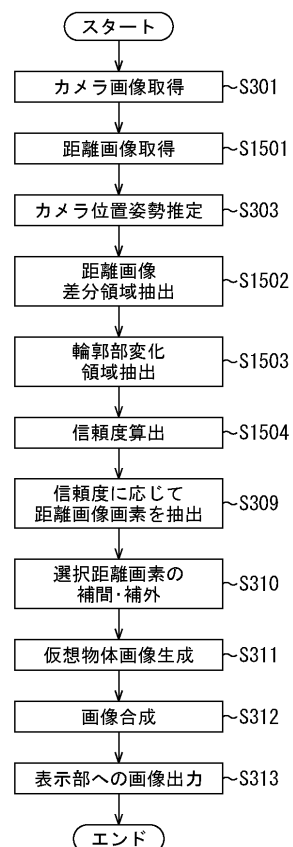 スタート
カメラ画像取得
~S301
距離画像取得
~S1501
カメラ位置姿勢推定
~S303
距離画像
差分領域抽出
~S1502
輪郭部変化
領域抽出
~S1503
信頼度算出
~S1504
信頼度に応じて
距離画像画素を抽出
~S309
選択距離画素の
補間・補外
~S310
仮想物体画像生成
~S311
画像合成
~S312
表示部への画像出力
~S313
エンド